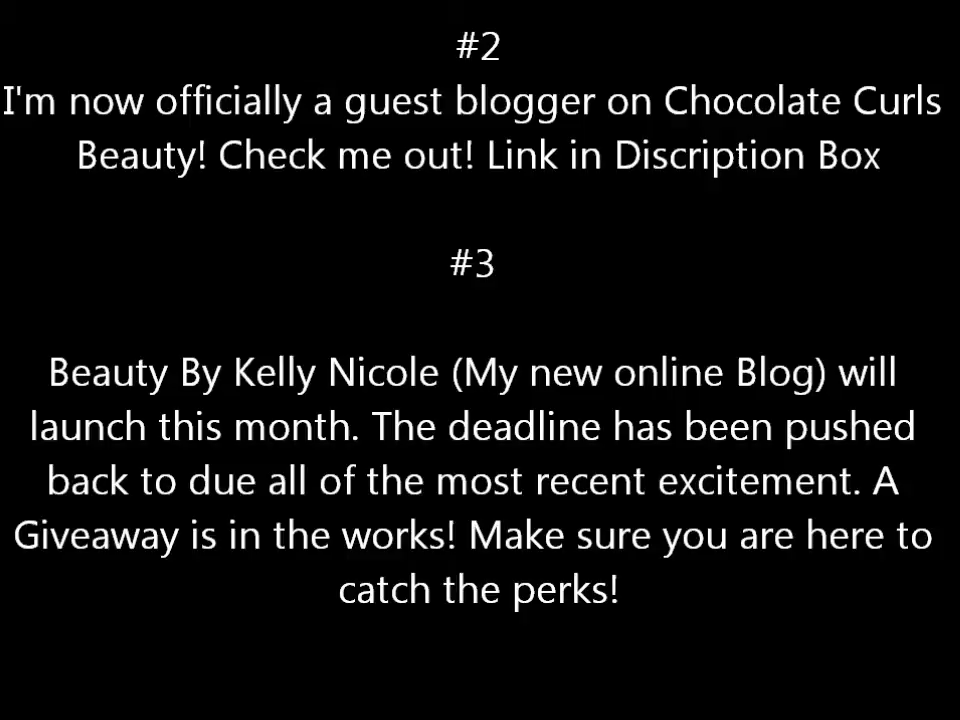 #2
I'm now officially a guest blogger on Chocolate Curls
Beauty! Check me out! Link in Discription Box
#3
Beauty By Kelly Nicole (My new online Blog) will
launch this month. The deadline has been pushed
back to due all of the most recent excitement. A
Giveaway is in the works! Make sure you are here to
catch the perks!